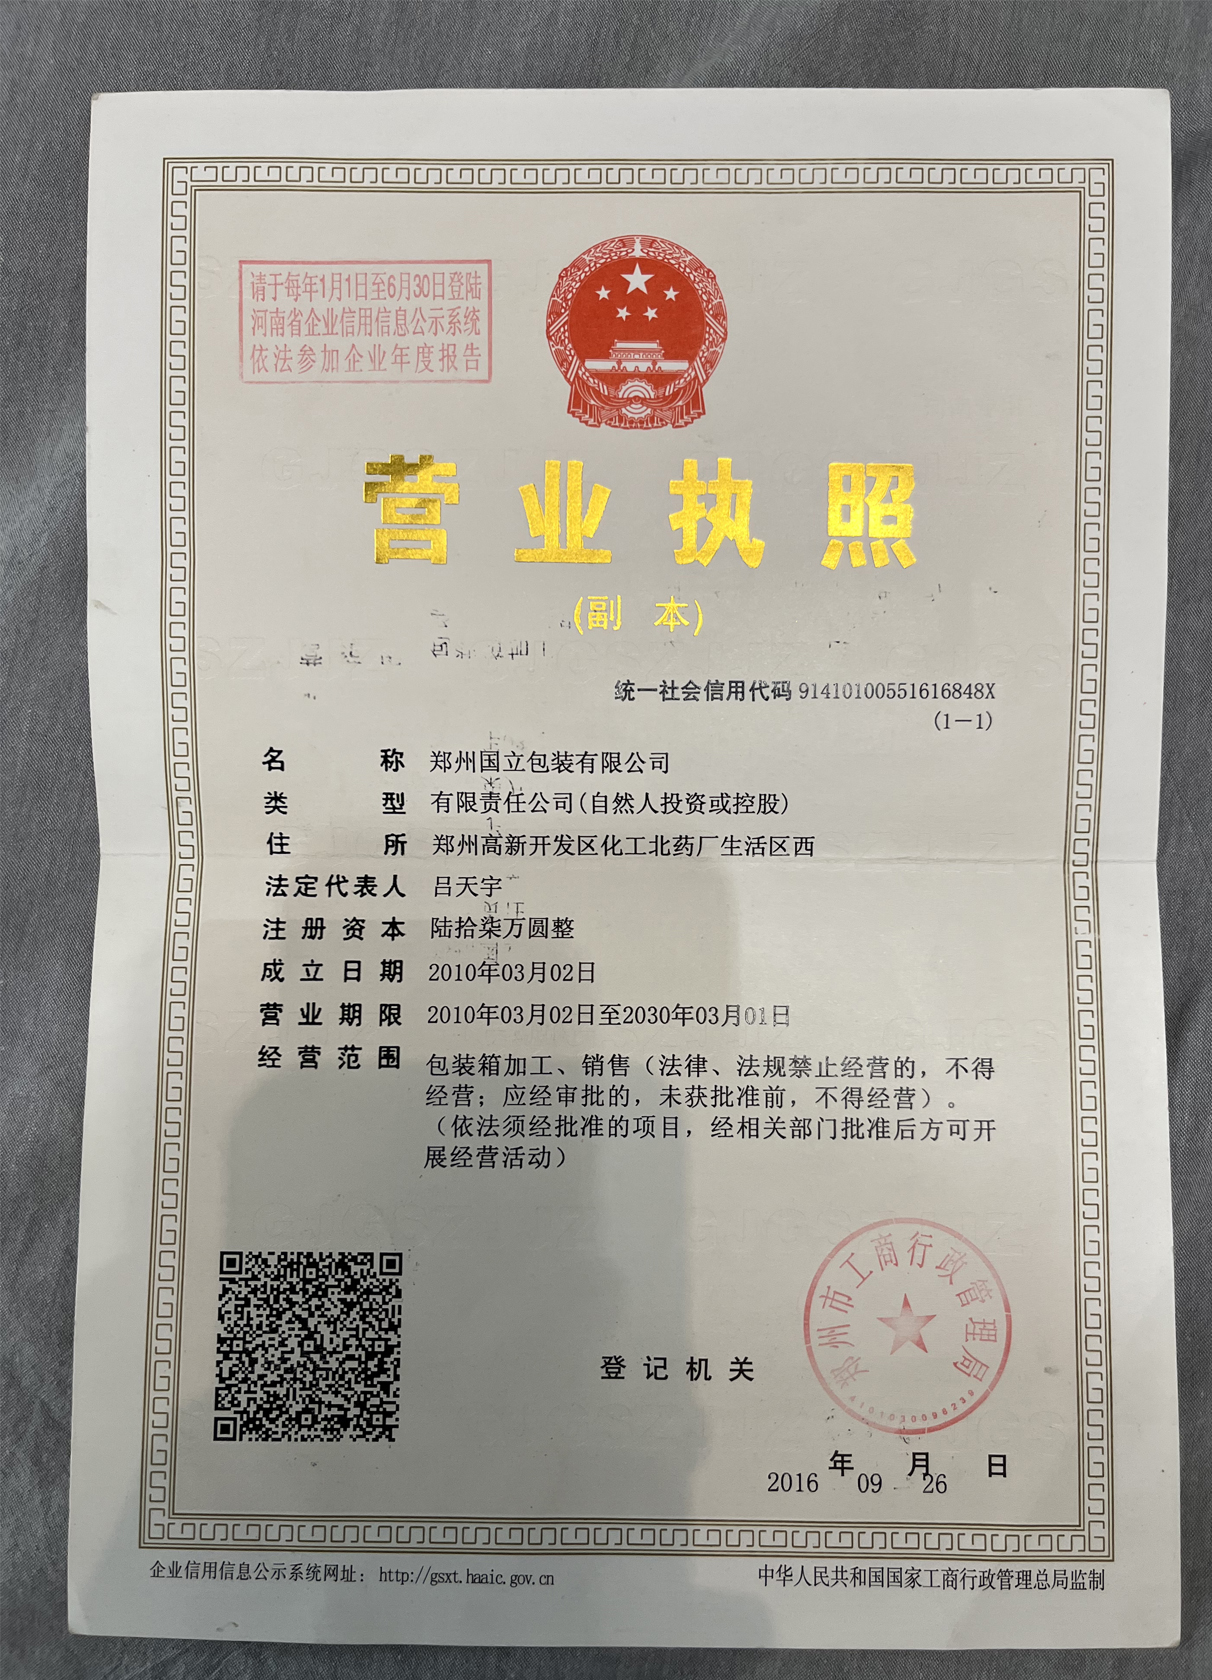 请于每年1月1日至6月30日登陆
河南省企业信用信息公示系统
依法参加企业年度报告
营业执照
(副 本)
统一社会信用代码 91410100551616848X
(1-1)
名称 郑州国立包装有限公司
类型 有限责任公司(自然人投资或控股)
住所 郑州高新开发区化工北药厂生活区西
法定代表人 吕天宇
注册资本 陆拾柒万圆整
成立日期 2010年03月02日
营业期限 2010年03月02日至2030年03月01日
经营范围 包装箱加工、销售（法律、法规禁止经营的，不得
经营；应经审批的，未获批准前，不得经营）。
（依法须经批准的项目，经相关部门批准后方可开
展经营活动）
郑州市工商行政管理局
4101030096239
登记机关
年 月 日
2016 09 26
企业信用信息公示系统网址：http://gsxt.haaic.gov.cn
中华人民共和国国家工商行政管理总局监制